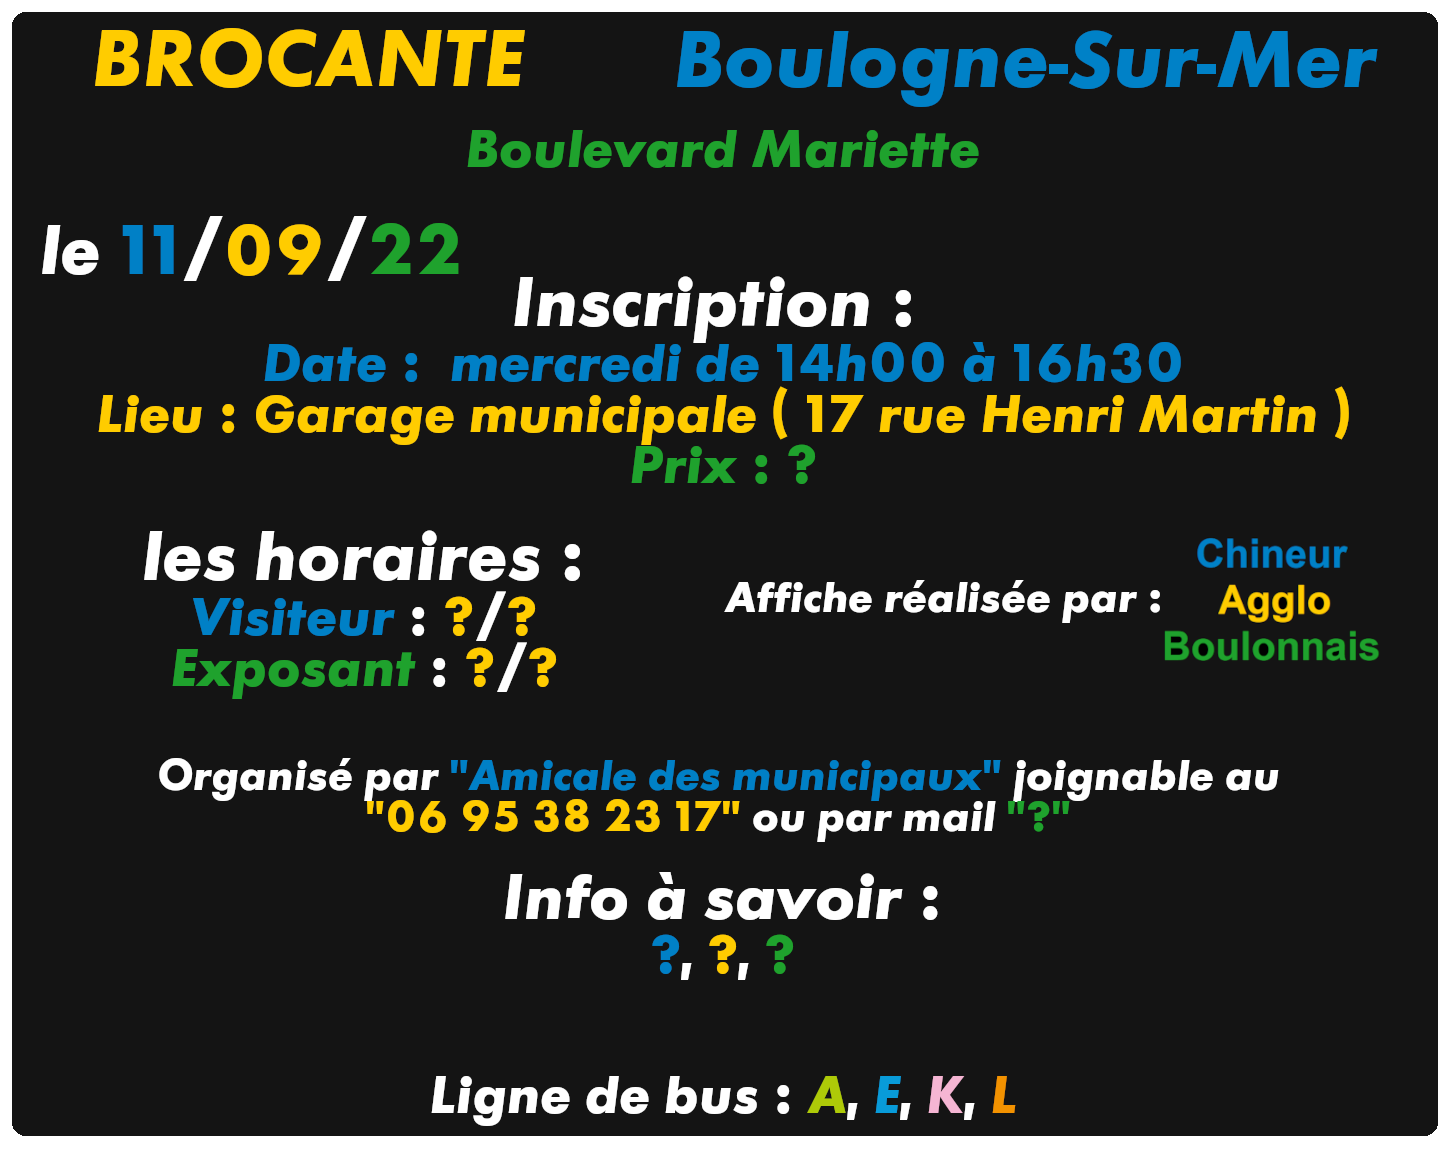 BROCANTE Boulogne-Sur-Mer
Boulevard Mariette
le 11/09/22
Inscription :
Date : mercredi de 14h00 à 16h30
Lieu : Garage municipale ( 17 rue Henri Martin )
Prix : ?
les horaires :
Visiteur : ?/?
Exposant : ?/?
Affiche réalisée par :
Chineur
Agglo
Boulonnais
Organisé par "Amicale des municipaux" joignable au
"06 95 38 23 17" ou par mail "?"
Info à savoir :
?, ?, ?
Ligne de bus : A, E, K, L